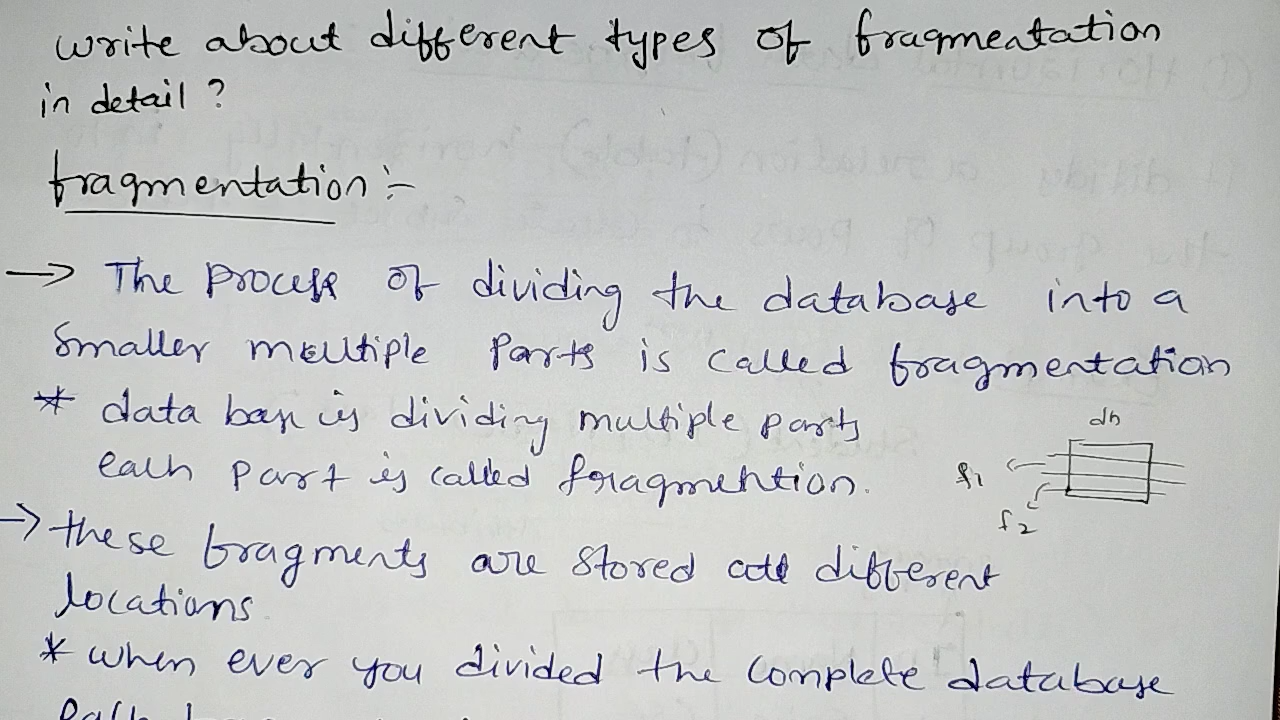 write about different types of fragmentation
in detail ?
fragmentation :-
→ The process of dividing the database into a
smaller multiple parts is called fragmentation
* data base is dividing multiple parts
each part is called fragmention.
db
f1
f2
→ these fragments are stored at different
locations.
* when ever you divided the complete database